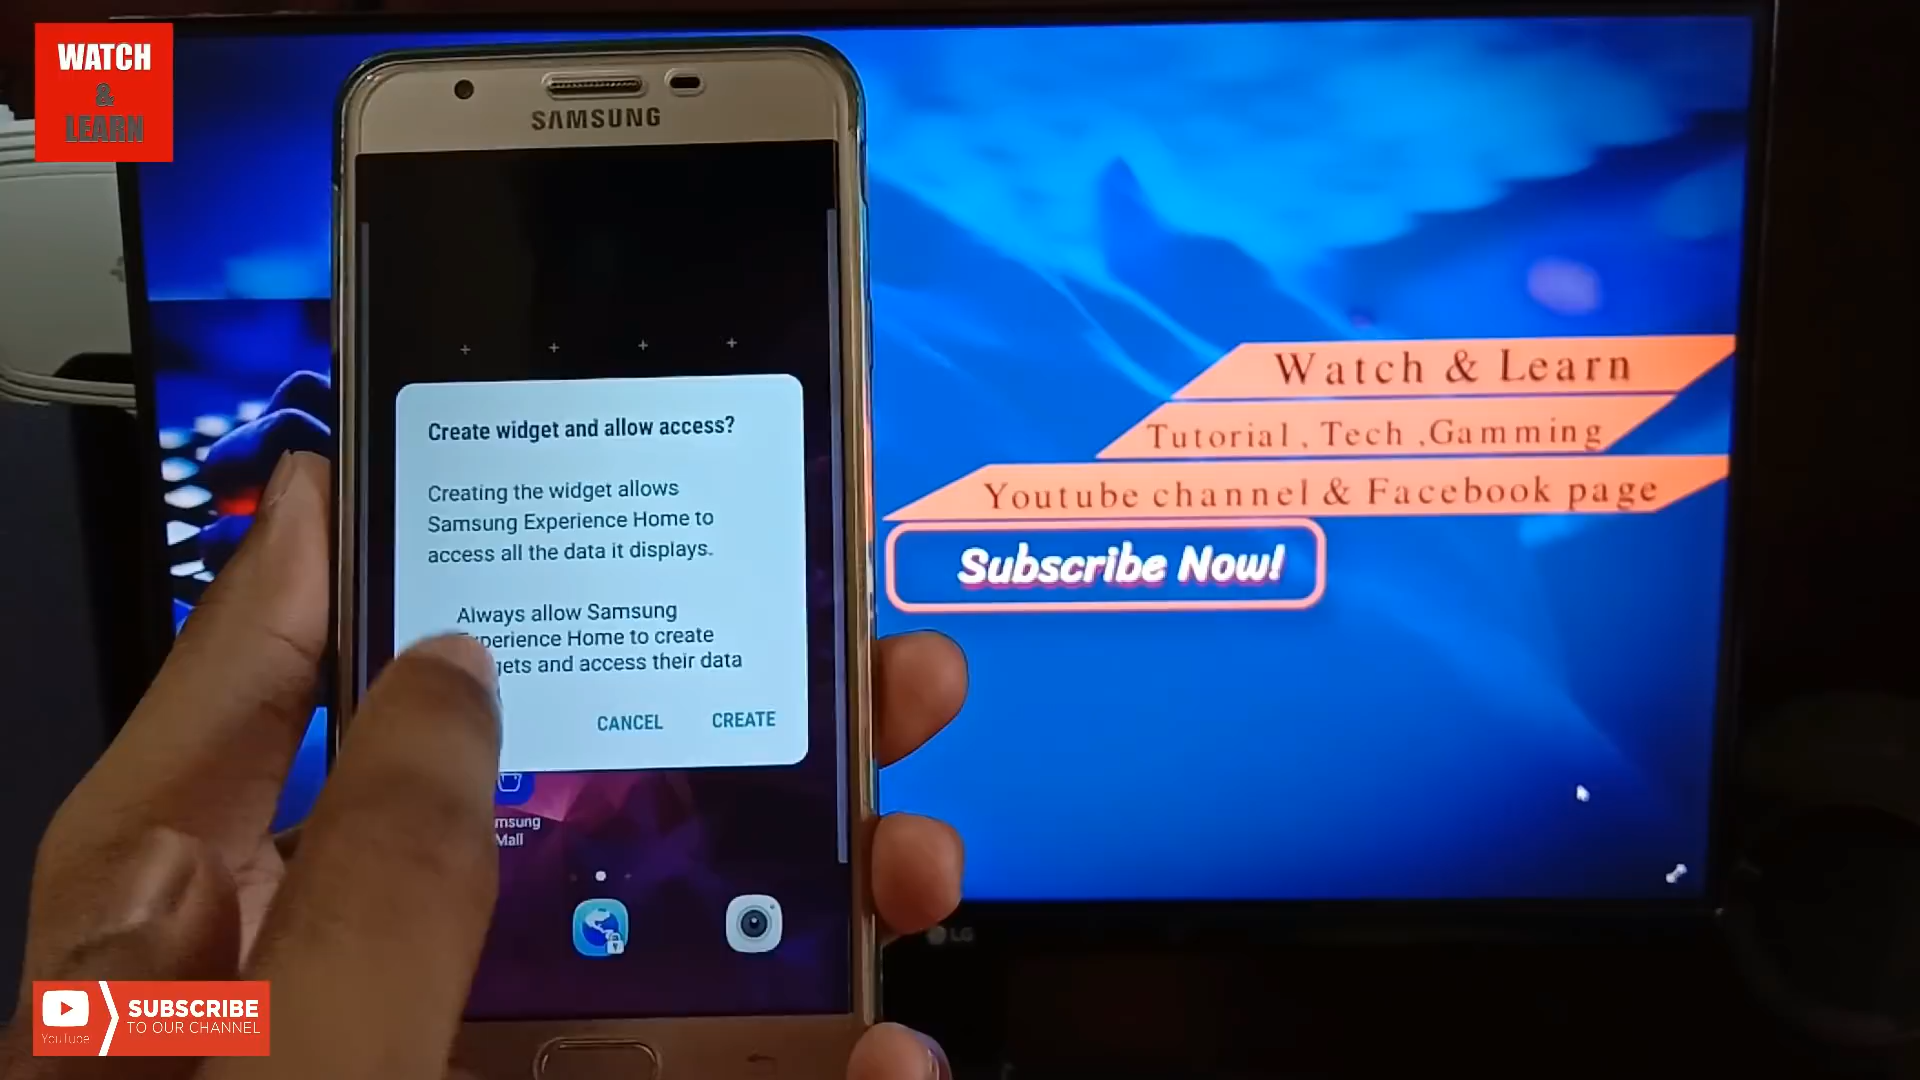 WATCH
&
LEARN
SAMSUNG
Create widget and allow access?
Creating the widget allows
Samsung Experience Home to
access all the data it displays.
Always allow Samsung
Experience Home to create
gets and access their data
CANCEL
CREATE
msung
Mall
Watch & Learn
Tutorial , Tech ,Gamming
Youtube channel & Facebook page
Subscribe Now!
LG
YouTube
SUBSCRIBE
TO OUR CHANNEL